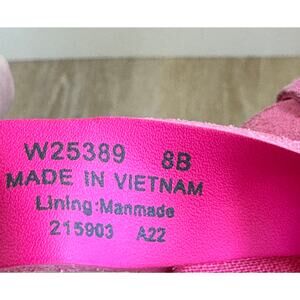 W25389 8B
MADE IN VIETNAM
Lining:Manmade
215903 A22